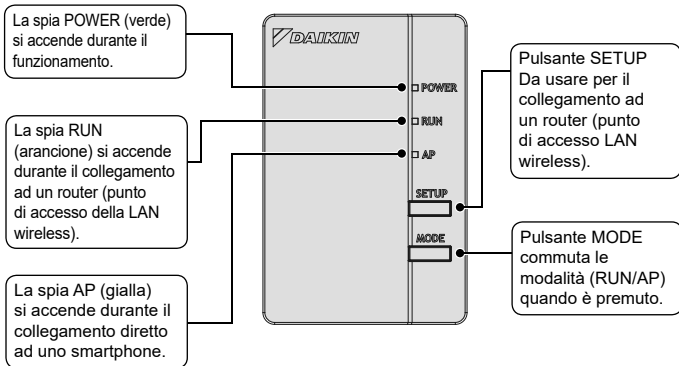 La spia POWER (verde)
si accende durante il
funzionamento.
La spia RUN
(arancione) si accende
durante il collegamento
ad un router (punto
di accesso della LAN
wireless).
La spia AP (gialla)
si accende durante il
collegamento diretto
ad uno smartphone.
DAIKIN
POWER
RUN
AP
SETUP
MODE
Pulsante SETUP
Da usare per il
collegamento ad
un router (punto
di accesso LAN
wireless).
Pulsante MODE
commuta le
modalità (RUN/AP)
quando è premuto.